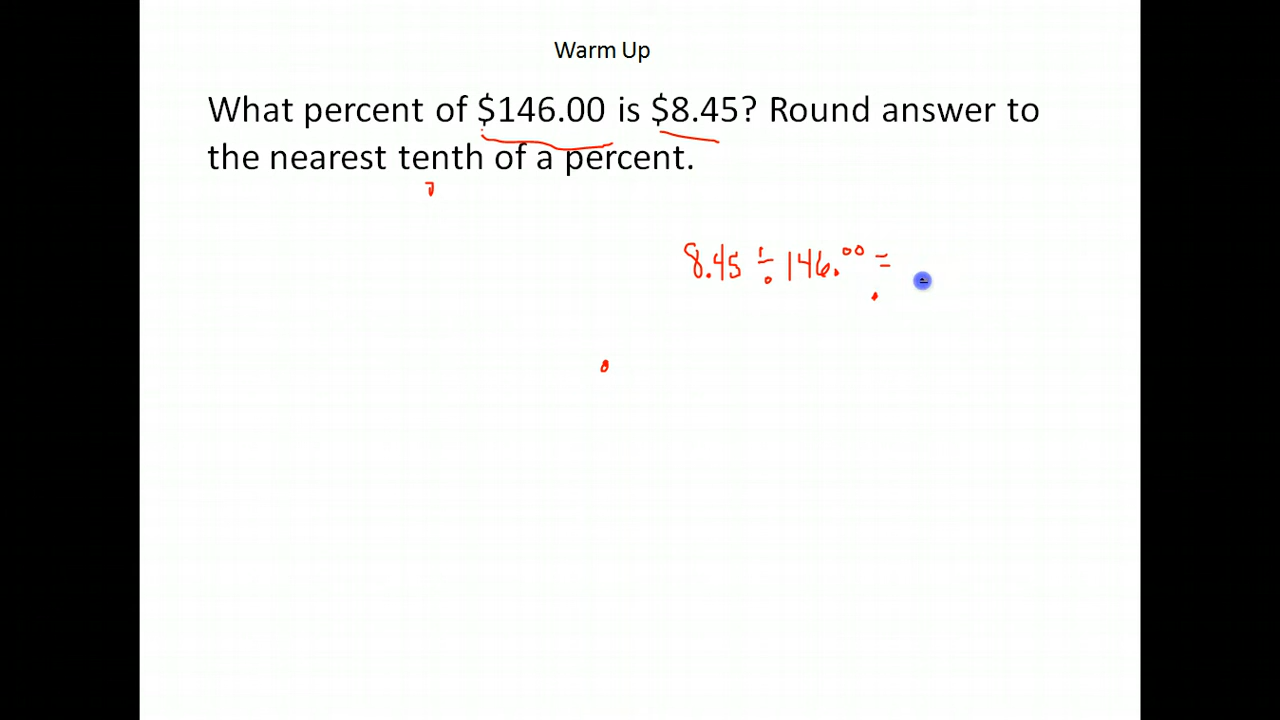 Warm Up
What percent of $146.00 is $8.45? Round answer to
the nearest tenth of a percent.
8.45 ÷ 146.00 =